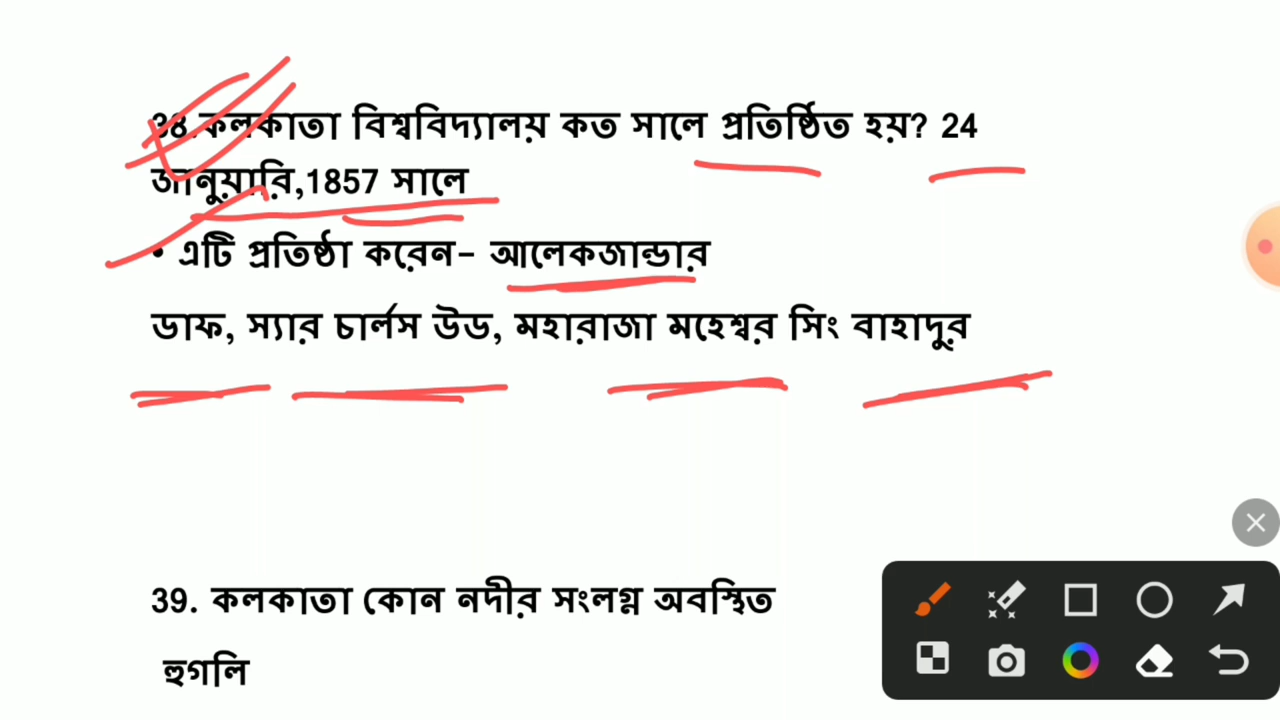 38.কলকাতা বিশ্ববিদ্যালয় কত সালে প্রতিষ্ঠিত হয়? 24
জানুয়ারি,1857 সালে
• এটি প্রতিষ্ঠা করেন– আলেকজান্ডার
ডাফ, স্যার চার্লস উড, মহারাজা মহেশ্বর সিং বাহাদুর
39. কলকাতা কোন নদীর সংলগ্ন অবস্থিত
হুগলি